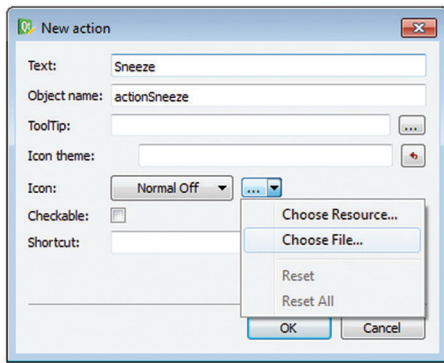 New action
Text: Sneeze
Object name: actionSneeze
ToolTip: ...
Icon theme:
Icon: Normal Off ...
Checkable:
Shortcut:
Choose Resource...
Choose File...
Reset
Reset All
OK Cancel